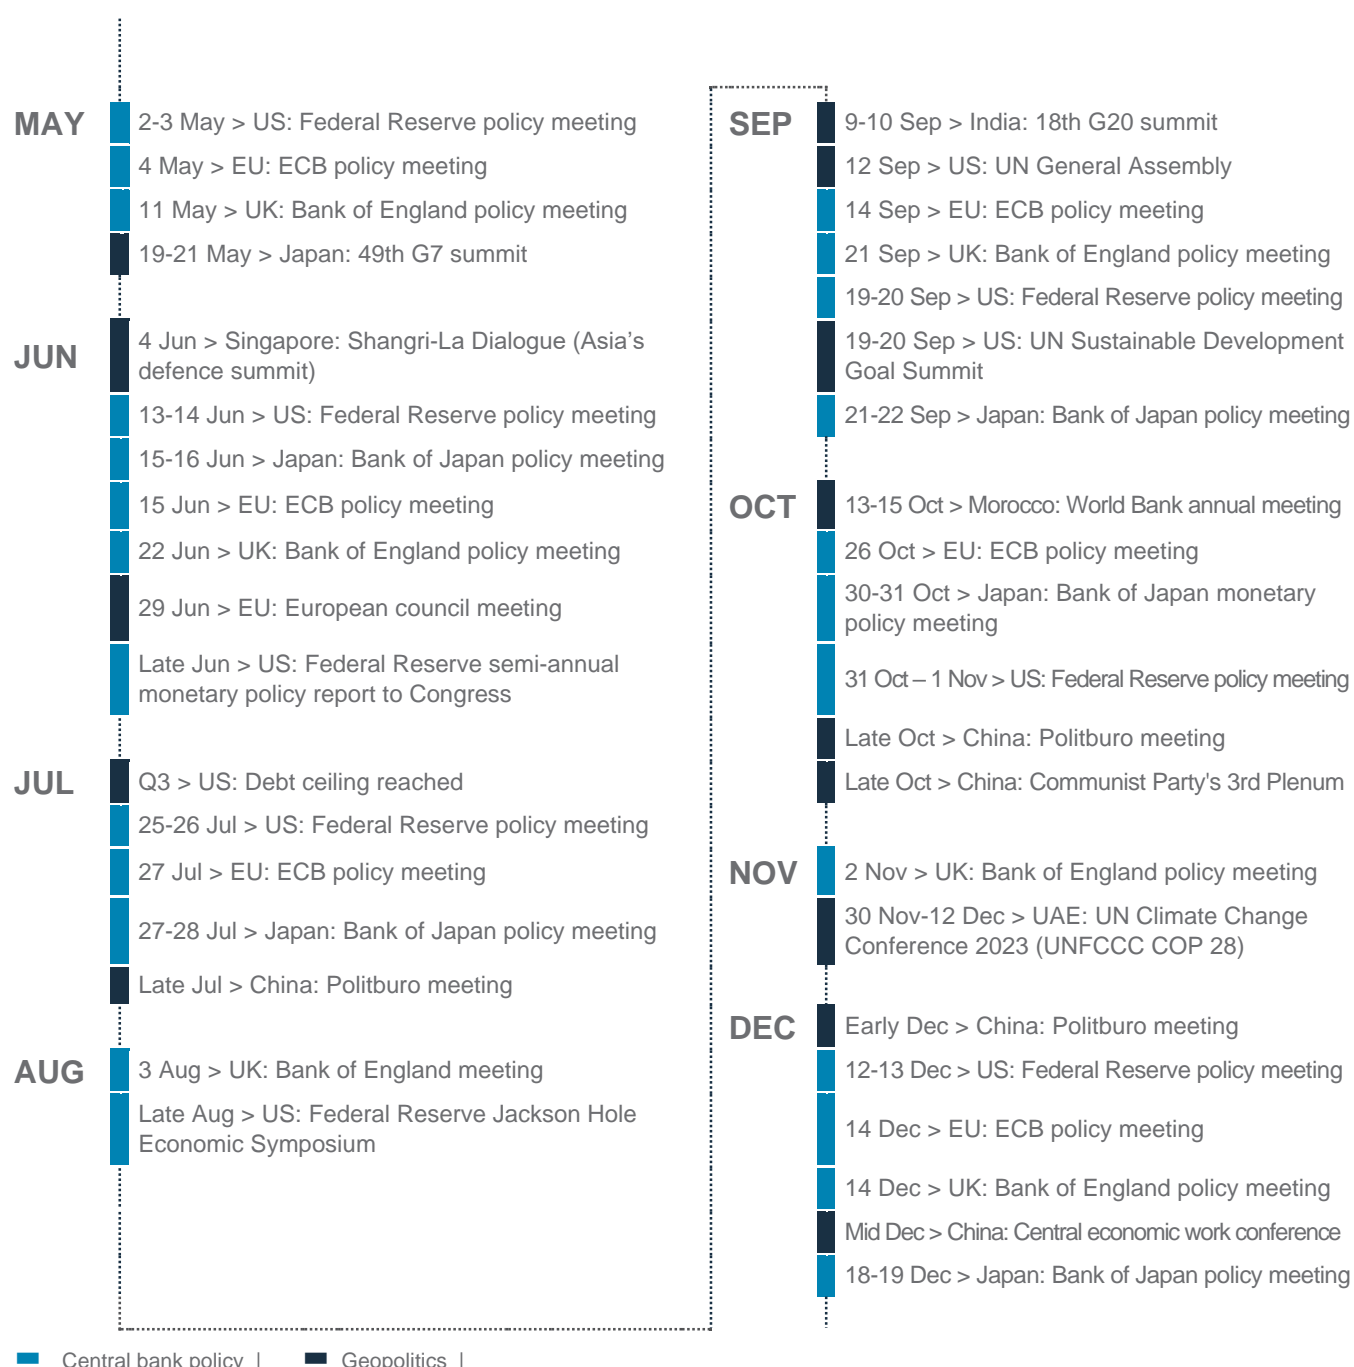 MAY
2-3 May > US: Federal Reserve policy meeting
4 May > EU: ECB policy meeting
11 May > UK: Bank of England policy meeting
19-21 May > Japan: 49th G7 summit
JUN
4 Jun > Singapore: Shangri-La Dialogue (Asia’s
defence summit)
13-14 Jun > US: Federal Reserve policy meeting
15-16 Jun > Japan: Bank of Japan policy meeting
15 Jun > EU: ECB policy meeting
22 Jun > UK: Bank of England policy meeting
29 Jun > EU: European council meeting
Late Jun > US: Federal Reserve semi-annual
monetary policy report to Congress
JUL
Q3 > US: Debt ceiling reached
25-26 Jul > US: Federal Reserve policy meeting
27 Jul > EU: ECB policy meeting
27-28 Jul > Japan: Bank of Japan policy meeting
Late Jul > China: Politburo meeting
AUG
3 Aug > UK: Bank of England meeting
Late Aug > US: Federal Reserve Jackson Hole
Economic Symposium
SEP
9-10 Sep > India: 18th G20 summit
12 Sep > US: UN General Assembly
14 Sep > EU: ECB policy meeting
21 Sep > UK: Bank of England policy meeting
19-20 Sep > US: Federal Reserve policy meeting
19-20 Sep > US: UN Sustainable Development
Goal Summit
21-22 Sep > Japan: Bank of Japan policy meeting
OCT
13-15 Oct > Morocco: World Bank annual meeting
26 Oct > EU: ECB policy meeting
30-31 Oct > Japan: Bank of Japan monetary
policy meeting
31 Oct – 1 Nov > US: Federal Reserve policy meeting
Late Oct > China: Politburo meeting
Late Oct > China: Communist Party's 3rd Plenum
NOV
2 Nov > UK: Bank of England policy meeting
30 Nov-12 Dec > UAE: UN Climate Change
Conference 2023 (UNFCCC COP 28)
DEC
Early Dec > China: Politburo meeting
12-13 Dec > US: Federal Reserve policy meeting
14 Dec > EU: ECB policy meeting
14 Dec > UK: Bank of England policy meeting
Mid Dec > China: Central economic work conference
18-19 Dec > Japan: Bank of Japan policy meeting
Central bank policy | Geopolitics |